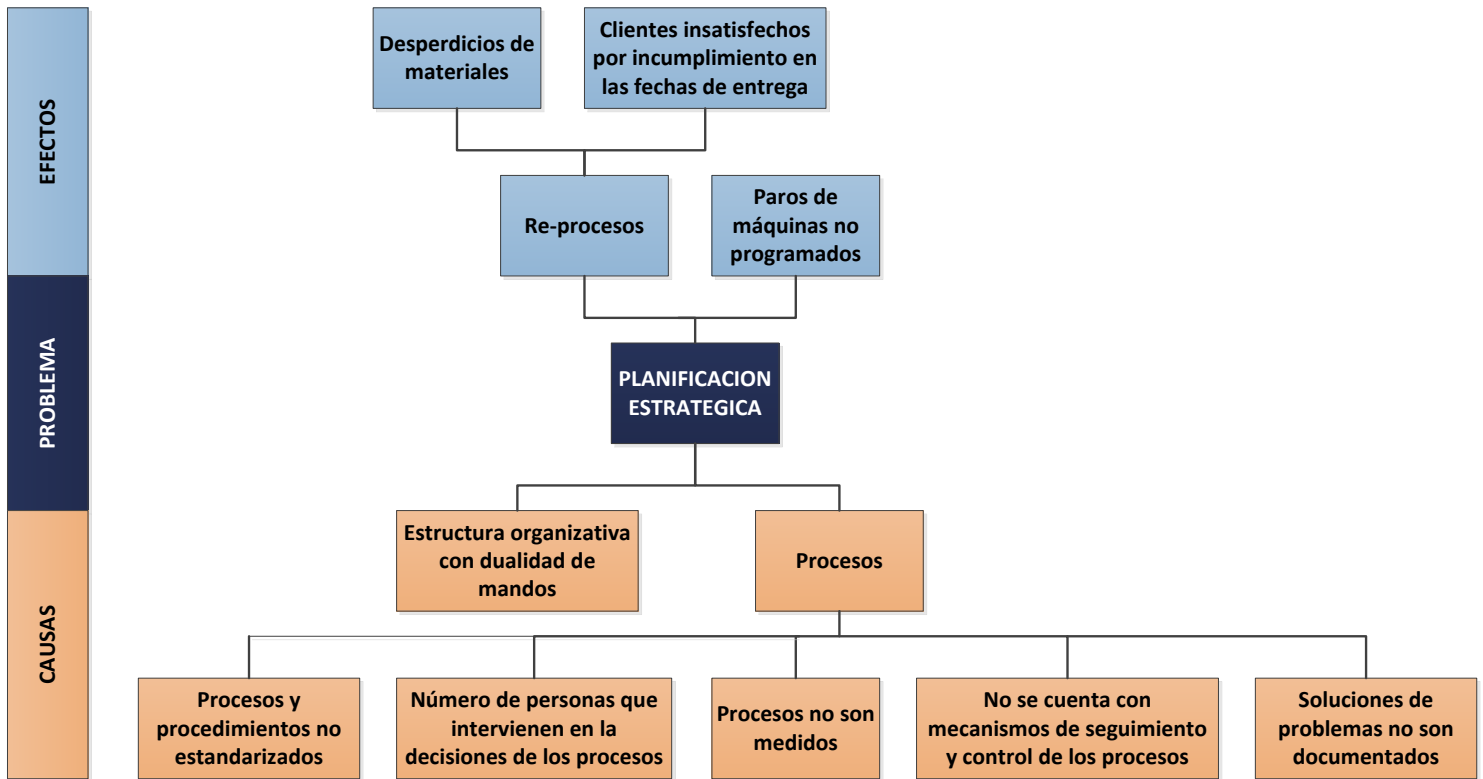 EFECTOS
Desperdicios de
materiales
Clientes insatisfechos
por incumplimiento en
las fechas de entrega
Re-procesos
Paros de
máquinas no
programados
PROBLEMA
PLANIFICACION
ESTRATEGICA
CAUSAS
Estructura organizativa
con dualidad de
mandos
Procesos
Procesos y
procedimientos no
estandarizados
Número de personas que
intervienen en la
decisiones de los procesos
Procesos no son
medidos
No se cuenta con
mecanismos de seguimiento
y control de los procesos
Soluciones de
problemas no son
documentados